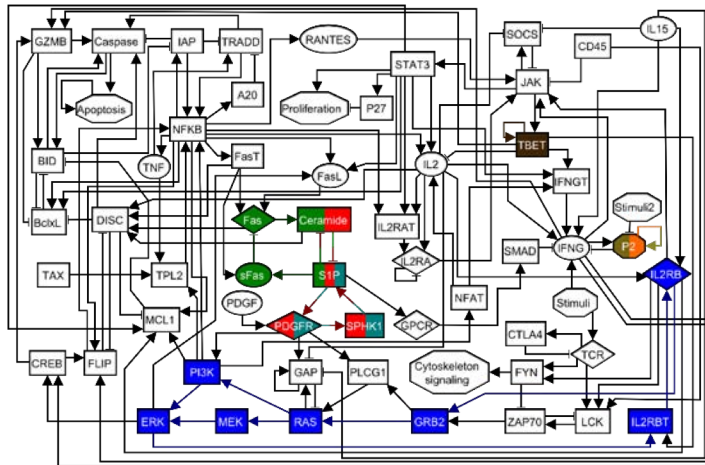 GZMB Caspase IAP TRADD RANTES SOCS IL15
CD45
STAT3 JAK
Apoptosis A20 Proliferation P27
NFKB TBET
BID TNF FasT FasL IL2 IFNGT
BclxL DISC Fas Ceramide IL2RAT Stimuli2
SMAD IFNG P2
TAX TPL2 sFas S1P IL2RA IL2RB
MCL1 PDGF NFAT Stimuli
PDGFR SPHK1 GPCR CTLA4 TCR
CREB FLIP PI3K GAP PLCG1 Cytoskeleton FYN
signaling
ERK MEK RAS GRB2 ZAP70 LCK IL2RBT